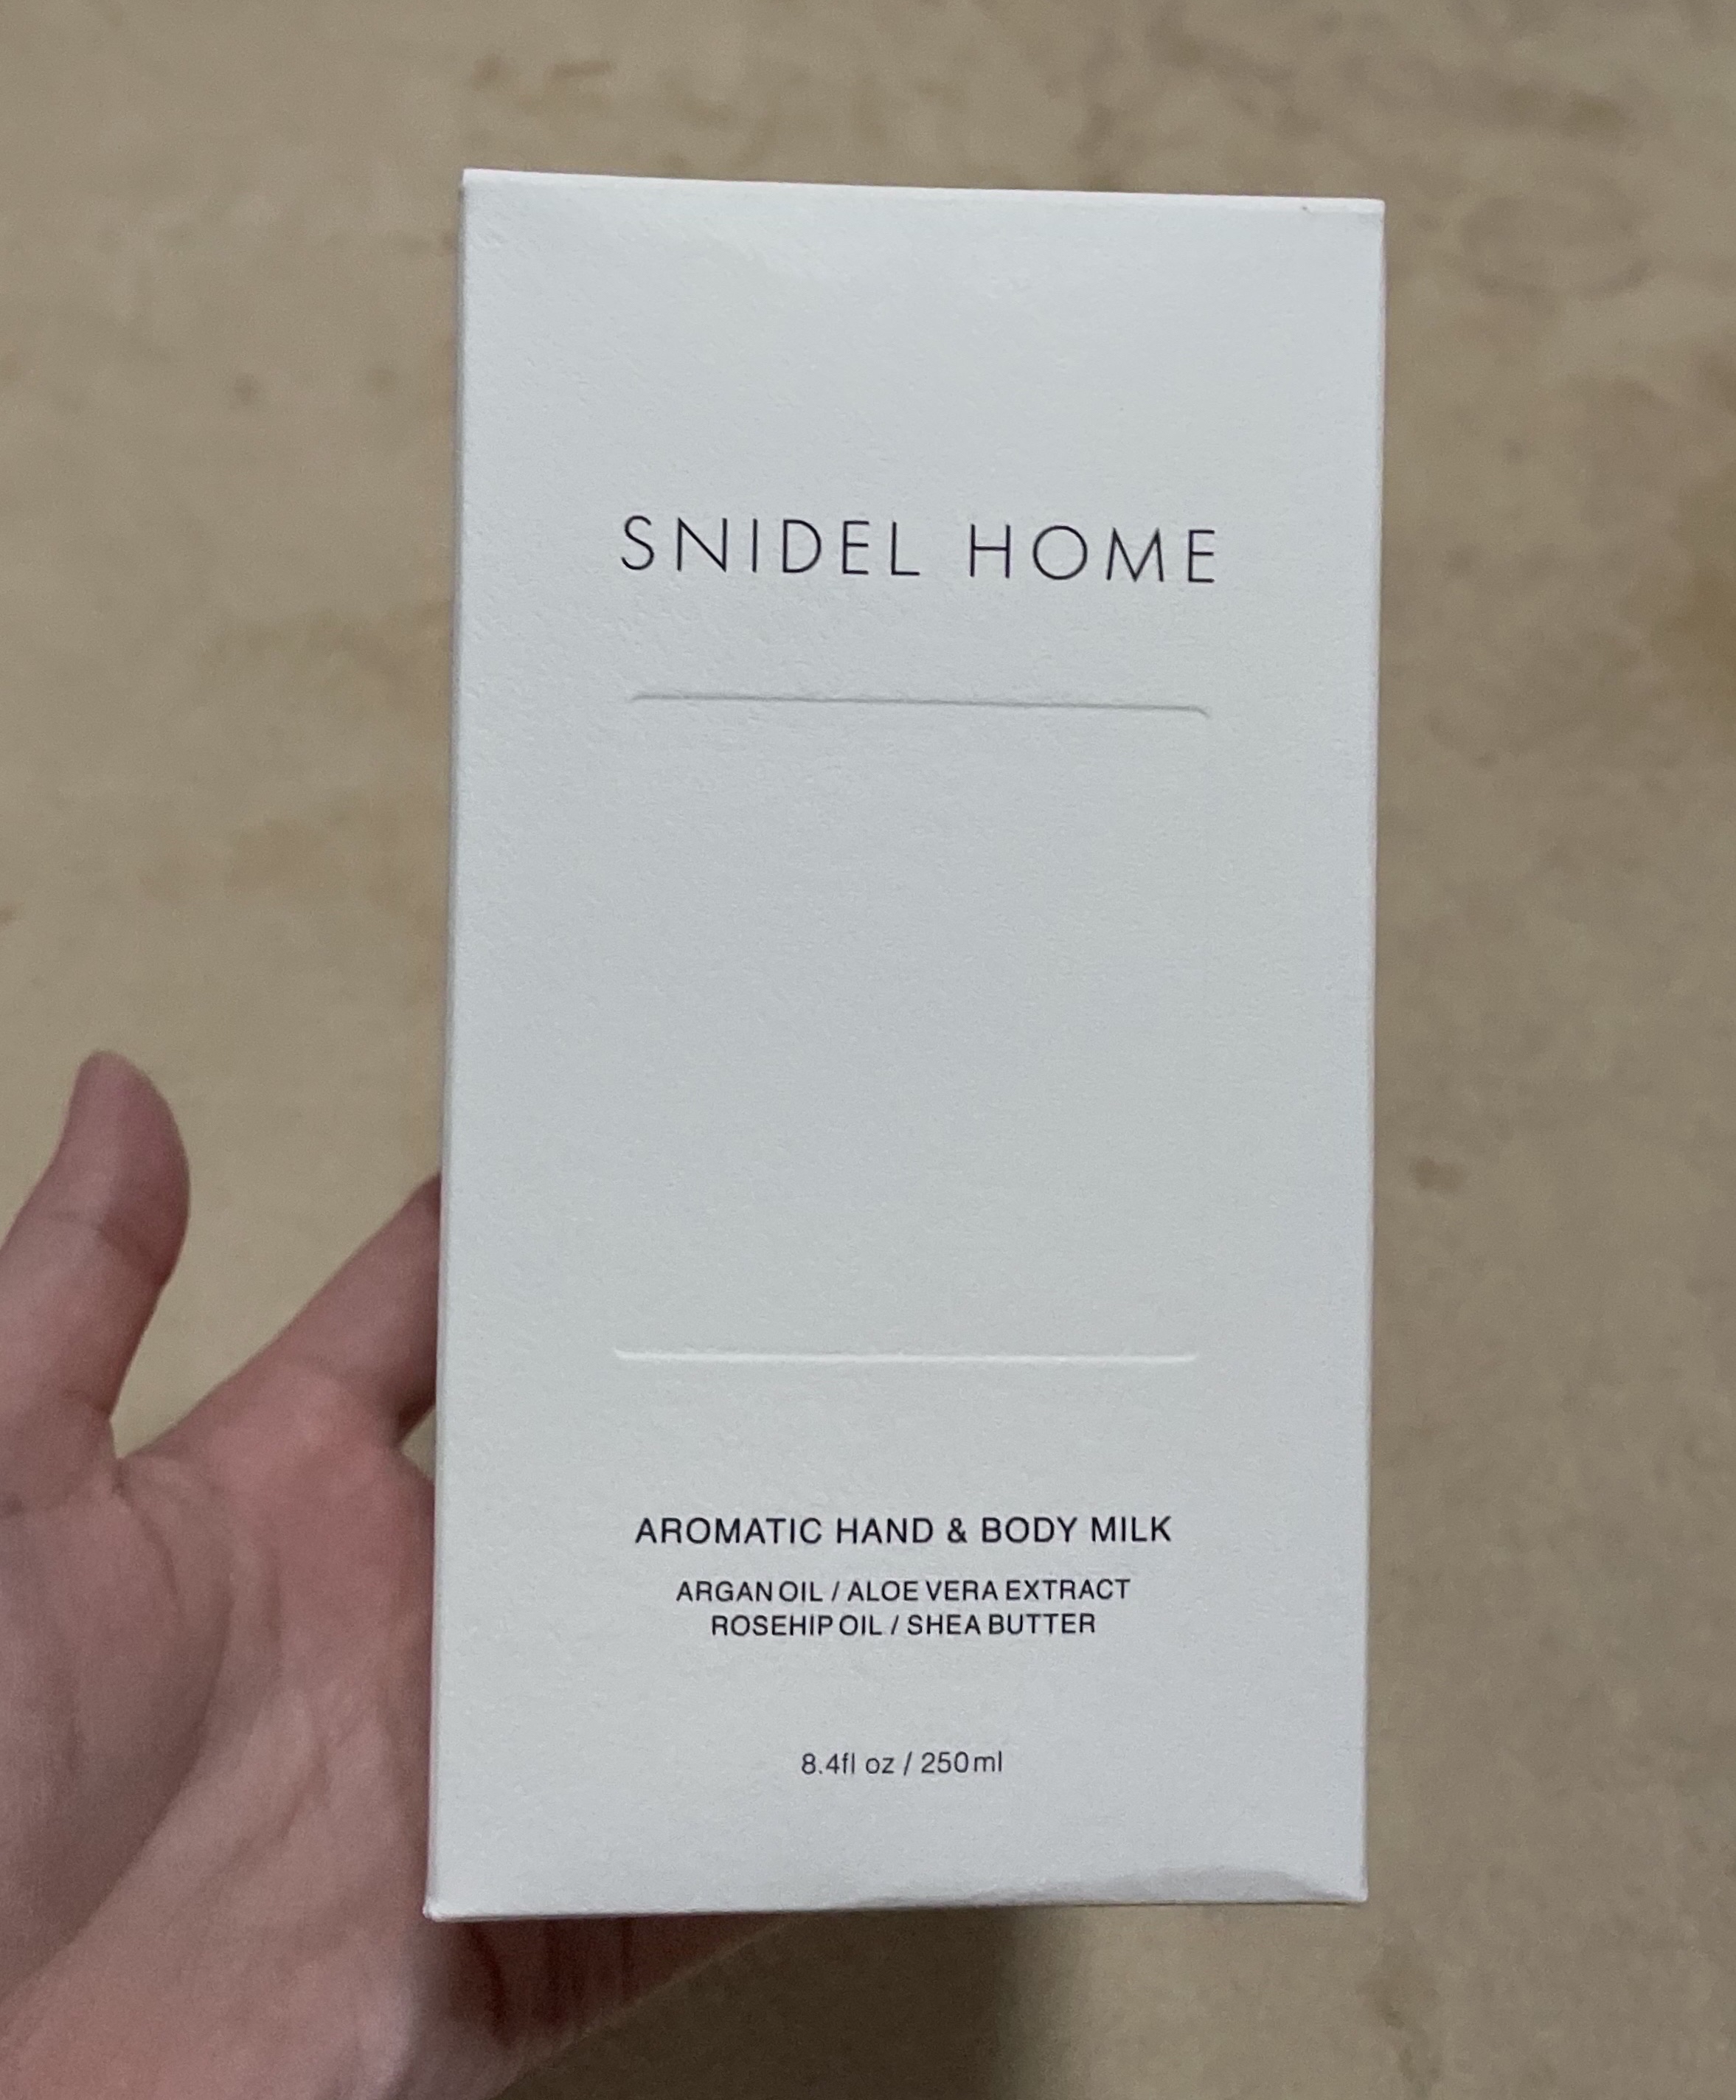 SNIDEL HOME
AROMATIC HAND & BODY MILK
ARGAN OIL / ALOE VERA EXTRACT
ROSEHIP OIL / SHEA BUTTER
8.4fl oz / 250ml